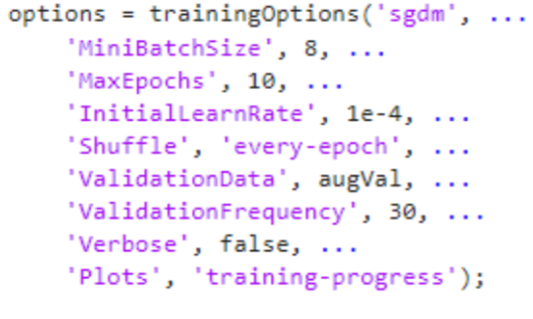 options = trainingOptions('sgdm', ...
'MiniBatchSize', 8, ...
'MaxEpochs', 10, ...
'InitialLearnRate', 1e-4, ...
'Shuffle', 'every-epoch', ...
'ValidationData', augVal, ...
'ValidationFrequency', 30, ...
'Verbose', false, ...
'Plots', 'training-progress');